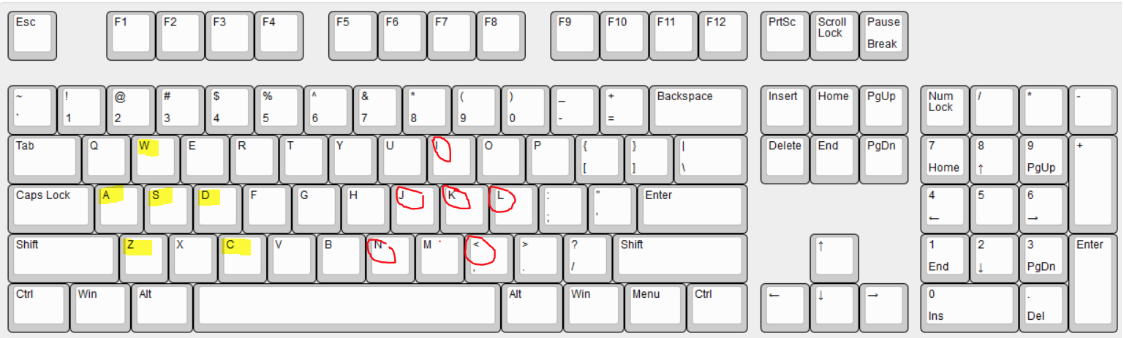 Esc F1 F2 F3 F4 F5 F6 F7 F8 F9 F10 F11 F12 PrtSc Scroll Lock Pause Break
~ ! @ # $ % ^ & * ( ) _ + Backspace Insert Home PgUp Num Lock / * -
` 1 2 3 4 5 6 7 8 9 0 - =
Tab Q W E R T Y U I O P { } | Delete End PgDn 7 8 9 +
[ ] \ Home ↑ PgUp
Caps Lock A S D F G H J K L : " Enter 4 5 6
; ' ← →
Shift Z X C V B N M < > ? Shift ↑ 1 2 3 Enter
, . / End ↓ PgDn
Ctrl Win Alt Alt Win Menu Ctrl ← ↓ → 0 .
Ins Del